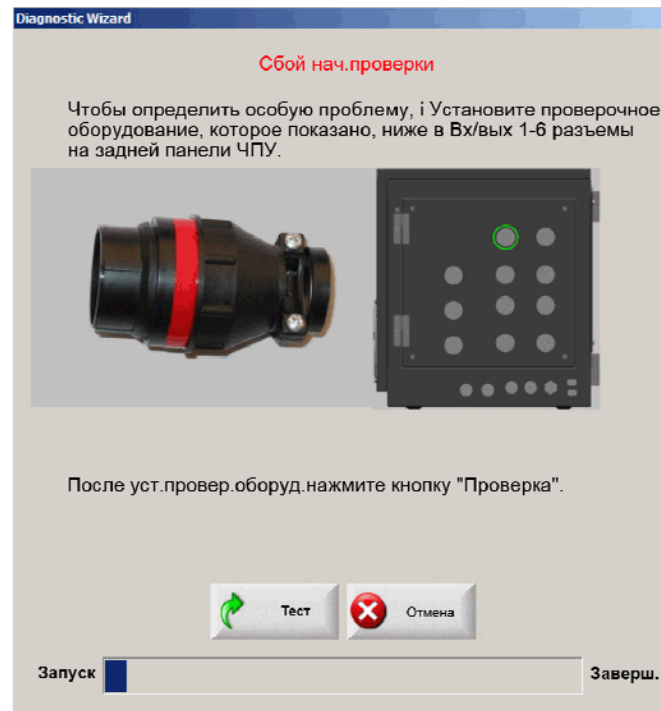 Diagnostic Wizard
Сбой нач.проверки
Чтобы определить особую проблему, i Установите проверочное
оборудование, которое показано, ниже в Вх/вых 1-6 разъемы
на задней панели ЧПУ.
После уст.провер.оборуд.нажмите кнопку "Проверка".
Тест
Отмена
Запуск
Заверш.